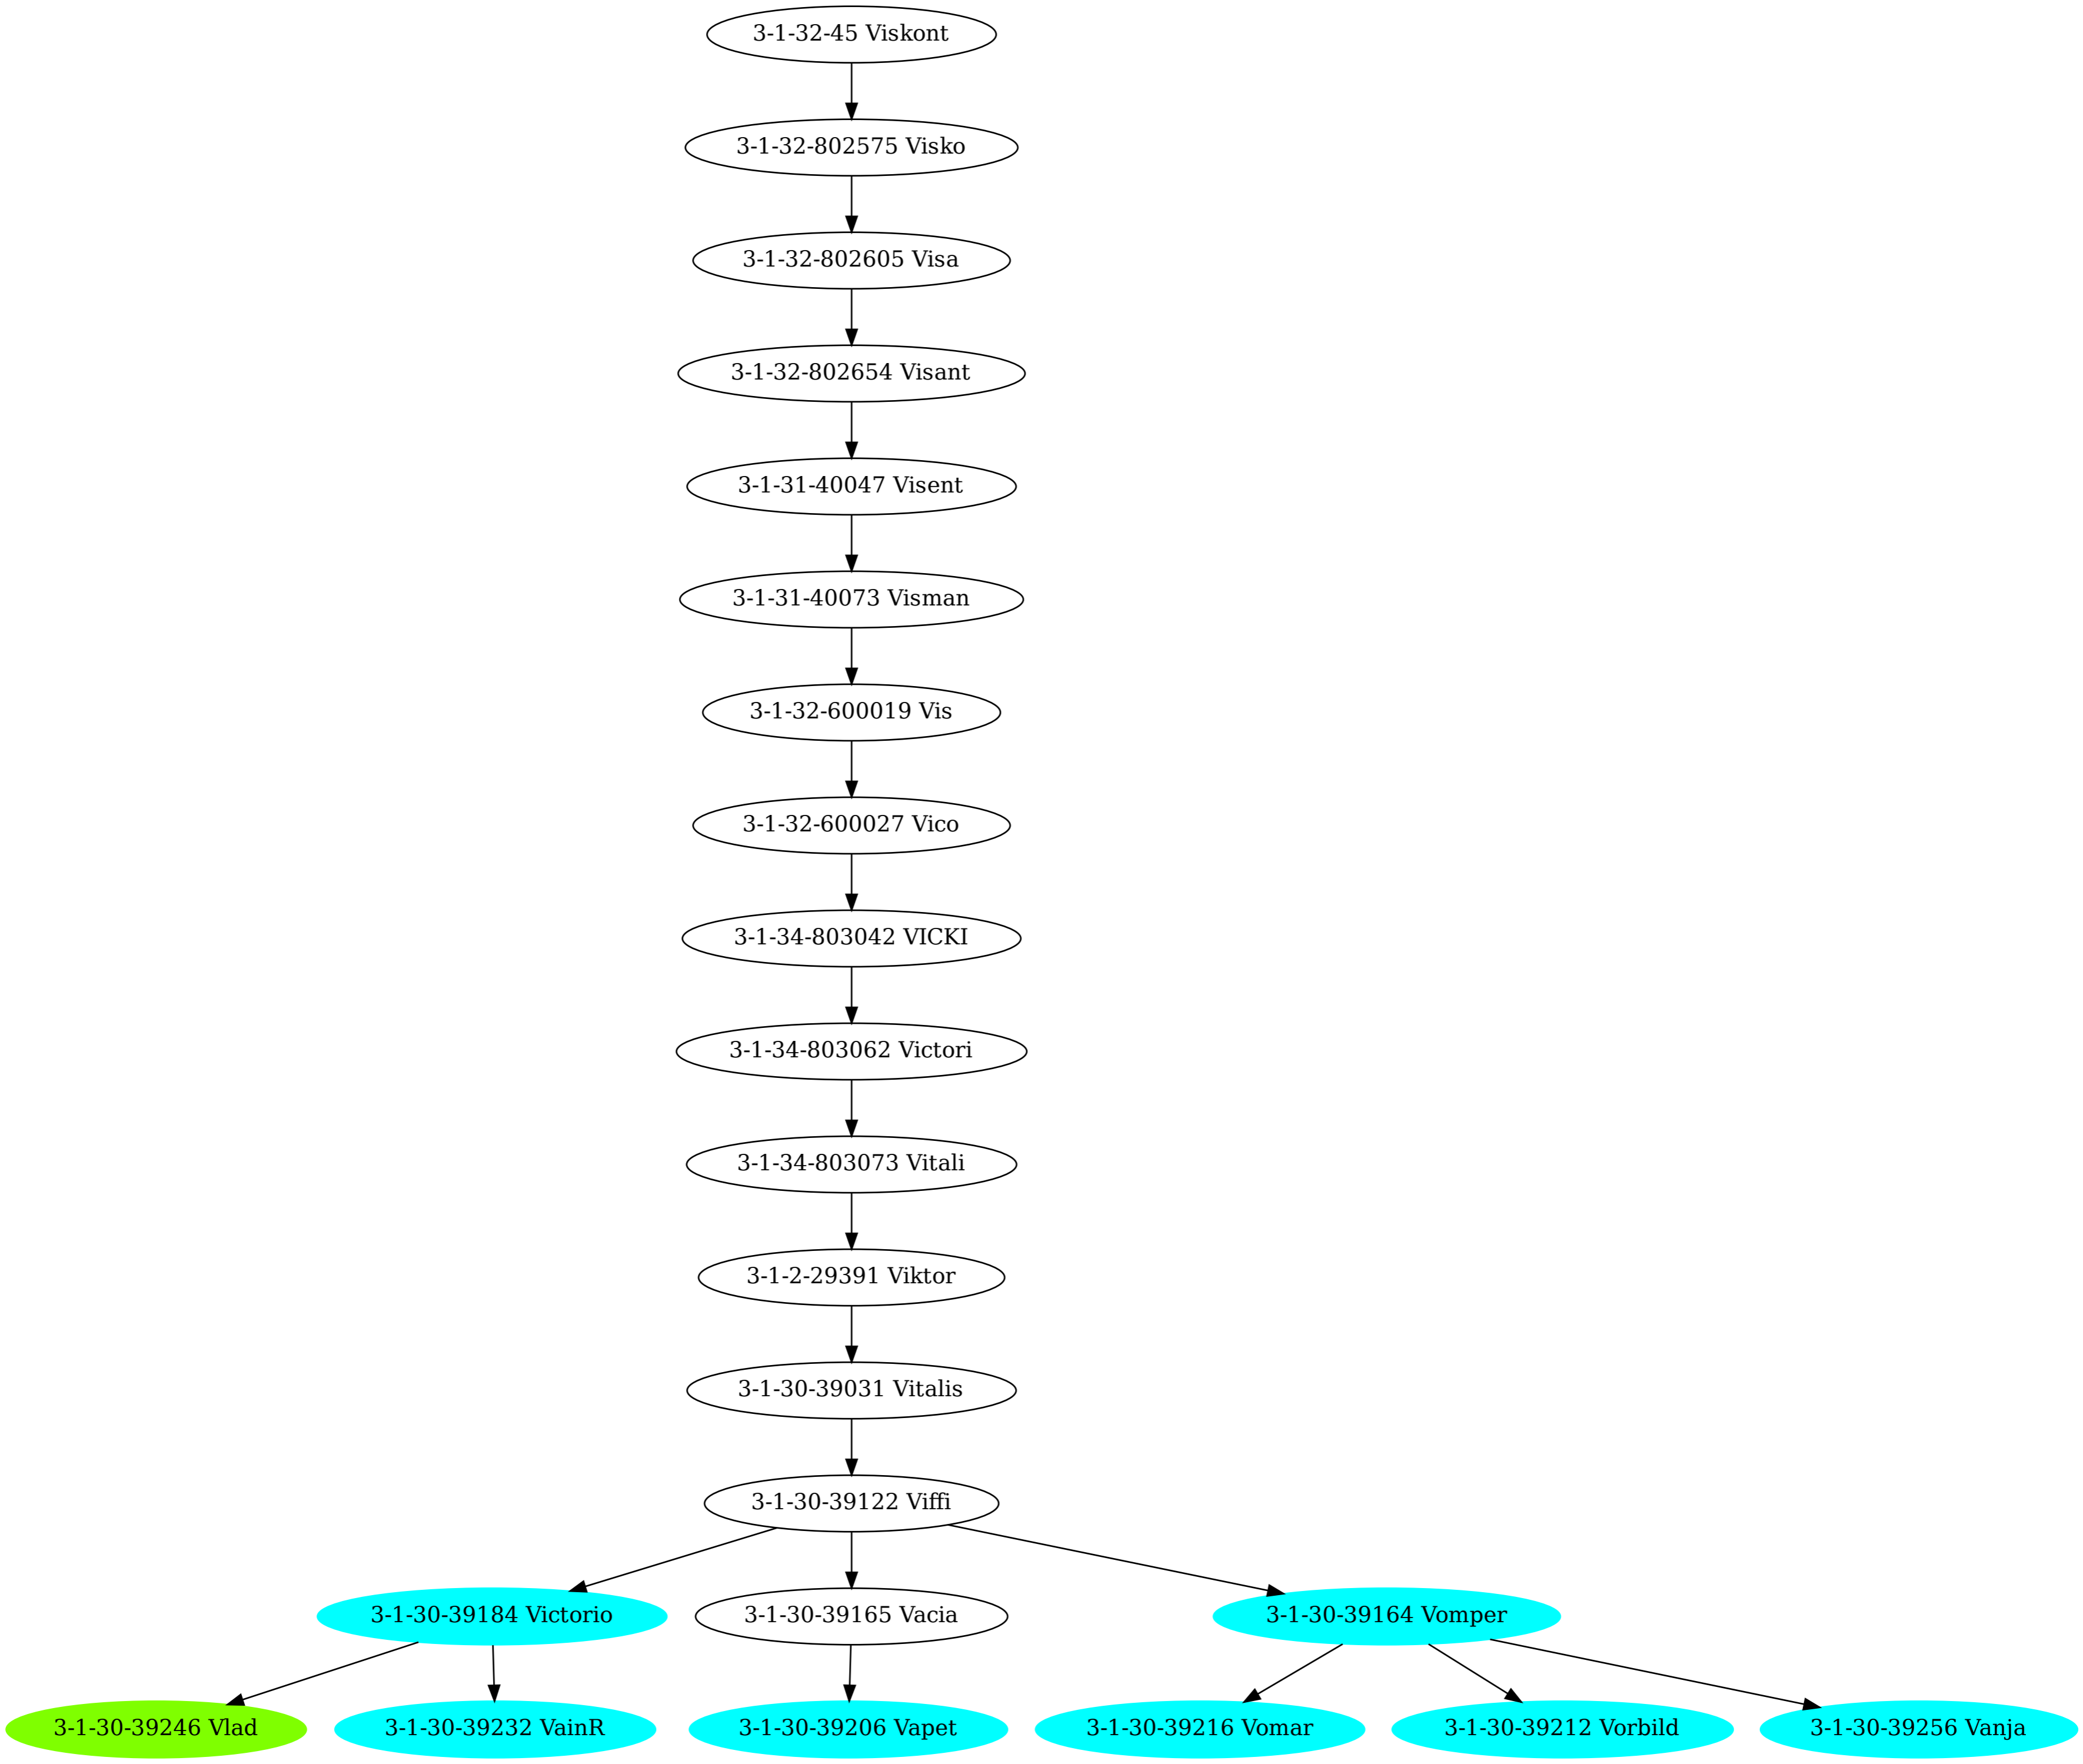 3-1-32-45 Viskont
3-1-32-802575 Visko
3-1-32-802605 Visa
3-1-32-802654 Visant
3-1-31-40047 Visent
3-1-31-40073 Visman
3-1-32-600019 Vis
3-1-32-600027 Vico
3-1-34-803042 VICKI
3-1-34-803062 Victori
3-1-34-803073 Vitali
3-1-2-29391 Viktor
3-1-30-39031 Vitalis
3-1-30-39122 Viffi
3-1-30-39184 Victorio
3-1-30-39165 Vacia
3-1-30-39164 Vomper
3-1-30-39246 Vlad
3-1-30-39232 VainR
3-1-30-39206 Vapet
3-1-30-39216 Vomar
3-1-30-39212 Vorbild
3-1-30-39256 Vanja